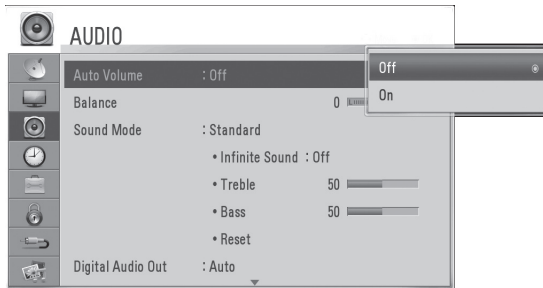 AUDIO
Auto Volume : Off
Off
On
Balance 0
Sound Mode : Standard
• Infinite Sound : Off
• Treble 50
• Bass 50
• Reset
Digital Audio Out : Auto